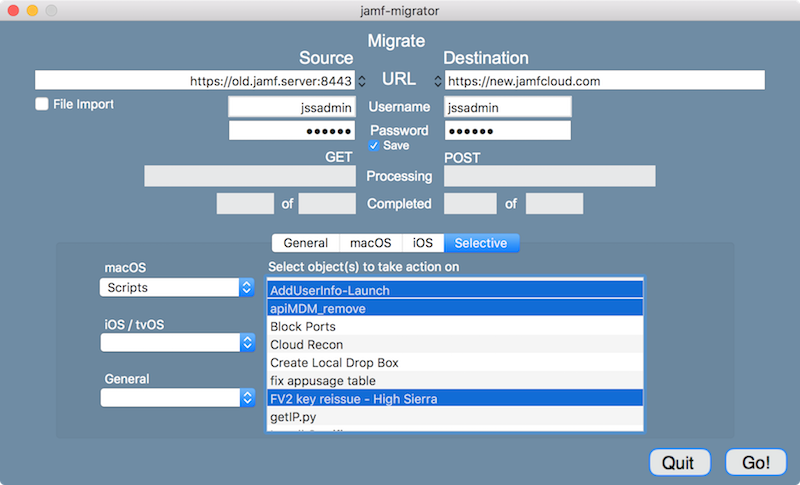 jamf-migrator
Migrate
Source Destination
https://old.jamf.server:8443 URL https://new.jamfcloud.com
File Import jssadmin Username jssadmin
•••••• Password ••••••
Save
GET POST
Processing
of Completed of
General macOS iOS Selective
macOS Select object(s) to take action on
Scripts
AddUserInfo-Launch
apiMDM_remove
iOS / tvOS
Block Ports
Cloud Recon
Create Local Drop Box
General
fix appusage table
FV2 key reissue - High Sierra
getIP.py
Quit Go!